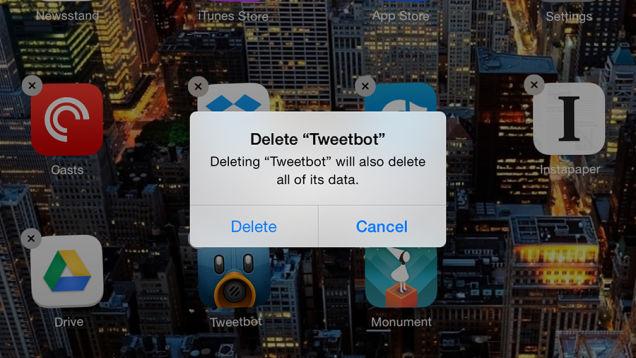 Newsstand
iTunes Store
App Store
Settings
Delete “Tweetbot”
Deleting “Tweetbot” will also delete
all of its data.
Delete
Cancel
Casts
Instapaper
Drive
Tweetbot
Monument